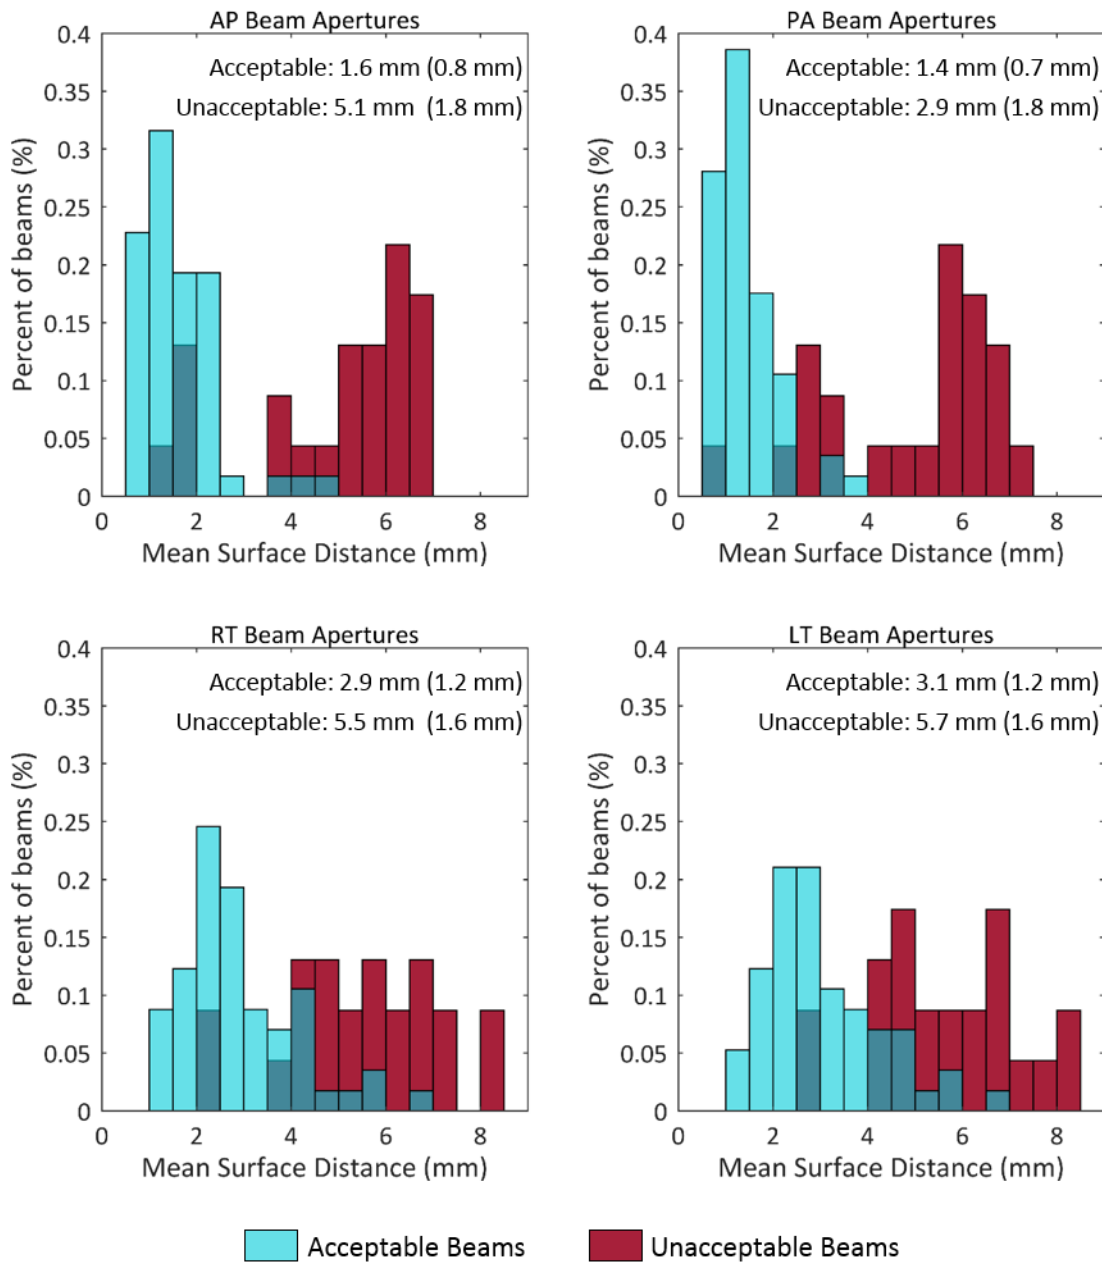 AP Beam Apertures
Acceptable: 1.6 mm (0.8 mm)
Unacceptable: 5.1 mm (1.8 mm)
Percent of beams (%)
0.4
0.35
0.3
0.25
0.2
0.15
0.1
0.05
0
0 2 4 6 8
Mean Surface Distance (mm)
PA Beam Apertures
Acceptable: 1.4 mm (0.7 mm)
Unacceptable: 2.9 mm (1.8 mm)
Percent of beams (%)
0.4
0.35
0.3
0.25
0.2
0.15
0.1
0.05
0
0 2 4 6 8
Mean Surface Distance (mm)
RT Beam Apertures
Acceptable: 2.9 mm (1.2 mm)
Unacceptable: 5.5 mm (1.6 mm)
Percent of beams (%)
0.4
0.35
0.3
0.25
0.2
0.15
0.1
0.05
0
0 2 4 6 8
Mean Surface Distance (mm)
LT Beam Apertures
Acceptable: 3.1 mm (1.2 mm)
Unacceptable: 5.7 mm (1.6 mm)
Percent of beams (%)
0.4
0.35
0.3
0.25
0.2
0.15
0.1
0.05
0
0 2 4 6 8
Mean Surface Distance (mm)
Acceptable Beams
Unacceptable Beams